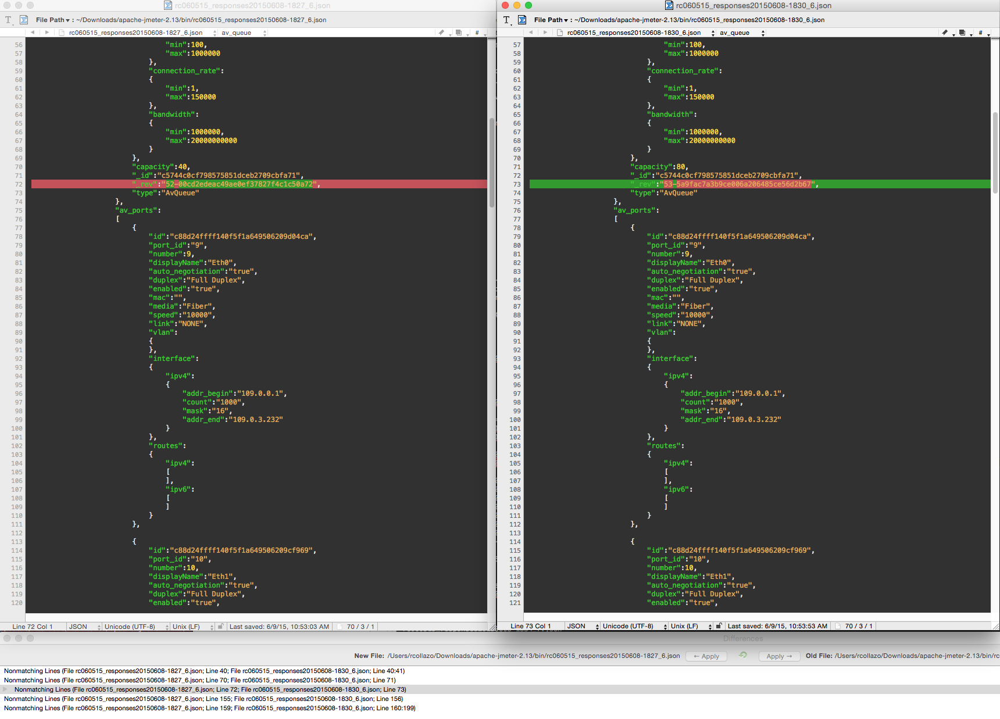 rc060515_responses20150608-1827_6.json
File Path ▾ : ~/Downloads/apache-jmeter-2.13/bin/rc060515_responses20150608-1827_6.json
rc060515_responses20150608-1827_6.json av_queue #
56 "min":100,
57 "max":1000000
58 },
59 "connection_rate":
60 {
61 "min":1,
62 "max":150000
63 },
64 "bandwidth":
65 {
66 "min":1000000,
67 "max":20000000000
68 }
69 },
70 "capacity":40,
71 "_id":"c5744c0cf798575851dceb2709cbfa71",
72 "_rev":"52-00cd2edeac49ae0ef37827f4c1c50a72",
73 "type":"AvQueue"
74 },
75 "av_ports":
76 [
77 {
78 "id":"c88d24ffff140f5f1a649506209d04ca",
79 "port_id":"9",
80 "number":9,
81 "displayName":"Eth0",
82 "auto_negotiation":"true",
83 "duplex":"Full Duplex",
84 "enabled":"true",
85 "mac":"",
86 "media":"Fiber",
87 "speed":"10000",
88 "link":"NONE",
89 "vlan":
90 {
91 },
92 "interface":
93 {
94 "ipv4":
95 {
96 "addr_begin":"109.0.0.1",
97 "count":"1000",
98 "mask":"16",
99 "addr_end":"109.0.3.232"
100 }
101 },
102 "routes":
103 {
104 "ipv4":
105 [
106 ],
107 "ipv6":
108 [
109 ]
110 }
111 },
112
113 {
114 "id":"c88d24ffff140f5f1a649506209cf969",
115 "port_id":"10",
116 "number":10,
117 "displayName":"Eth1",
118 "auto_negotiation":"true",
119 "duplex":"Full Duplex",
120 "enabled":"true",
Line 72 Col 1 JSON Unicode (UTF-8) Unix (LF) Last saved: 6/9/15, 10:53:03 AM 70 / 3 / 1
rc060515_responses20150608-1830_6.json
File Path ▾ : ~/Downloads/apache-jmeter-2.13/bin/rc060515_responses20150608-1830_6.json
rc060515_responses20150608-1830_6.json av_queue #
57 "min":100,
58 "max":1000000
59 },
60 "connection_rate":
61 {
62 "min":1,
63 "max":150000
64 },
65 "bandwidth":
66 {
67 "min":1000000,
68 "max":20000000000
69 }
70 },
71 "capacity":80,
72 "_id":"c5744c0cf798575851dceb2709cbfa71",
73 "_rev":"53-5a9fac7a3b9ce006a206485ce56d2b67",
74 "type":"AvQueue"
75 },
76 "av_ports":
77 [
78 {
79 "id":"c88d24ffff140f5f1a649506209d04ca",
80 "port_id":"9",
81 "number":9,
82 "displayName":"Eth0",
83 "auto_negotiation":"true",
84 "duplex":"Full Duplex",
85 "enabled":"true",
86 "mac":"",
87 "media":"Fiber",
88 "speed":"10000",
89 "link":"NONE",
90 "vlan":
91 {
92 },
93 "interface":
94 {
95 "ipv4":
96 {
97 "addr_begin":"109.0.0.1",
98 "count":"1000",
99 "mask":"16",
100 "addr_end":"109.0.3.232"
101 }
102 },
103 "routes":
104 {
105 "ipv4":
106 [
107 ],
108 "ipv6":
109 [
110 ]
111 }
112 },
113
114 {
115 "id":"c88d24ffff140f5f1a649506209cf969",
116 "port_id":"10",
117 "number":10,
118 "displayName":"Eth1",
119 "auto_negotiation":"true",
120 "duplex":"Full Duplex",
121 "enabled":"true",
Line 73 Col 1 JSON Unicode (UTF-8) Unix (LF) Last saved: 6/9/15, 10:53:53 AM 70 / 3 / 1
Differences
New File: /Users/rcollazo/Downloads/apache-jmeter-2.13/bin/rc060515_responses20150608-1827_6.json ← Apply Apply → Old File: /Users/rcollazo/Downloads/apache-jmeter-2.13/bin/rc
Nonmatching Lines (File rc060515_responses20150608-1827_6.json; Line 40; File rc060515_responses20150608-1830_6.json; Line 40:41)
Nonmatching Lines (File rc060515_responses20150608-1827_6.json; Line 70; File rc060515_responses20150608-1830_6.json; Line 71)
Nonmatching Lines (File rc060515_responses20150608-1827_6.json; Line 72; File rc060515_responses20150608-1830_6.json; Line 73)
Nonmatching Lines (File rc060515_responses20150608-1827_6.json; Line 155; File rc060515_responses20150608-1830_6.json; Line 156)
Nonmatching Lines (File rc060515_responses20150608-1827_6.json; Line 159; File rc060515_responses20150608-1830_6.json; Line 160:199)